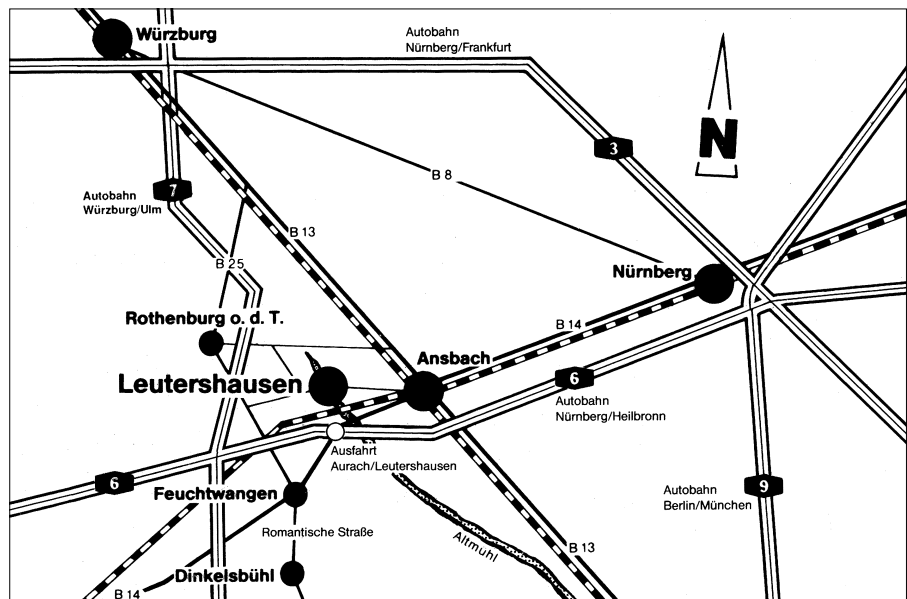 Würzburg
Autobahn
Nürnberg/Frankfurt
N
3
B 8
7
Autobahn
Würzburg/Ulm
B 13
B 25
Nürnberg
Rothenburg o. d. T.
B 14
Ansbach
Leutershausen
6
Autobahn
Nürnberg/Heilbronn
Ausfahrt
Aurach/Leutershausen
6
Feuchtwangen
9
Autobahn
Berlin/München
Romantische Straße
Altmühl
B 13
Dinkelsbühl
B 14